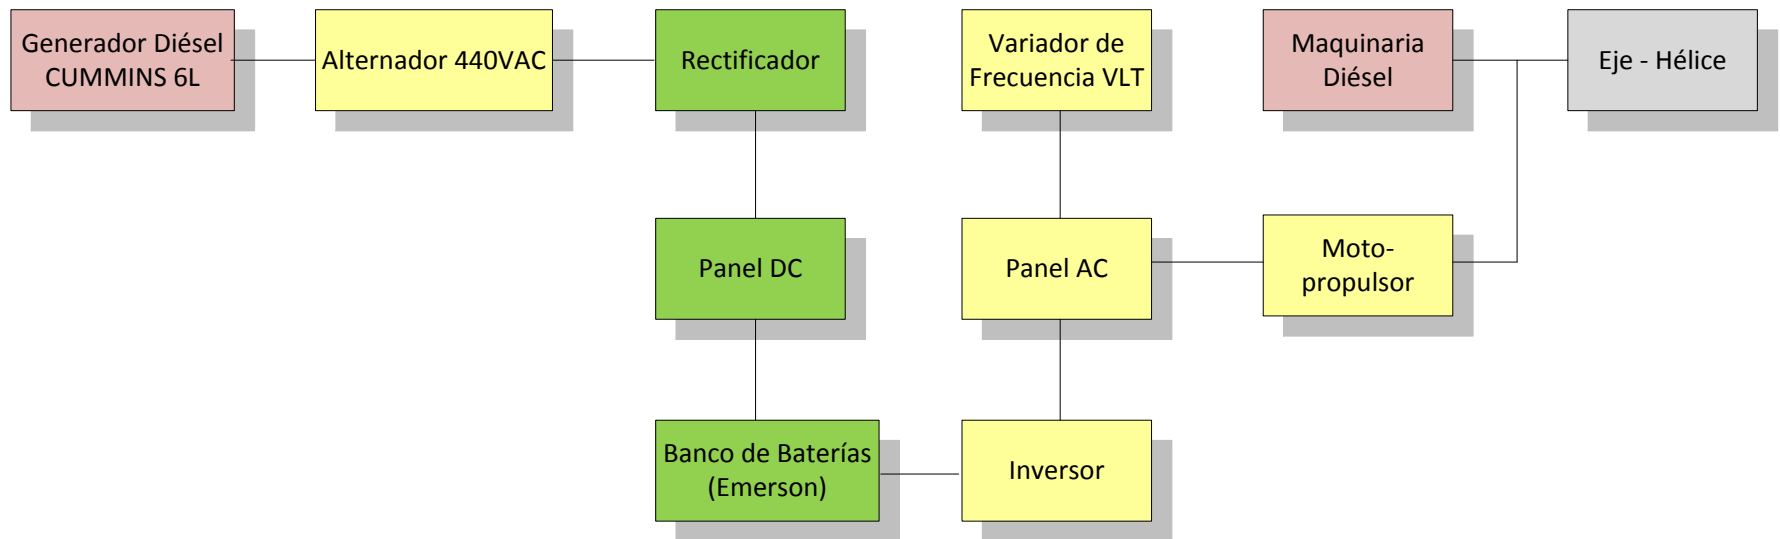 Generador Diésel
CUMMINS 6L
Alternador 440VAC
Rectificador
Variador de
Frecuencia VLT
Maquinaria
Diésel
Eje - Hélice
Panel DC
Panel AC
Moto-
propulsor
Banco de Baterías
(Emerson)
Inversor